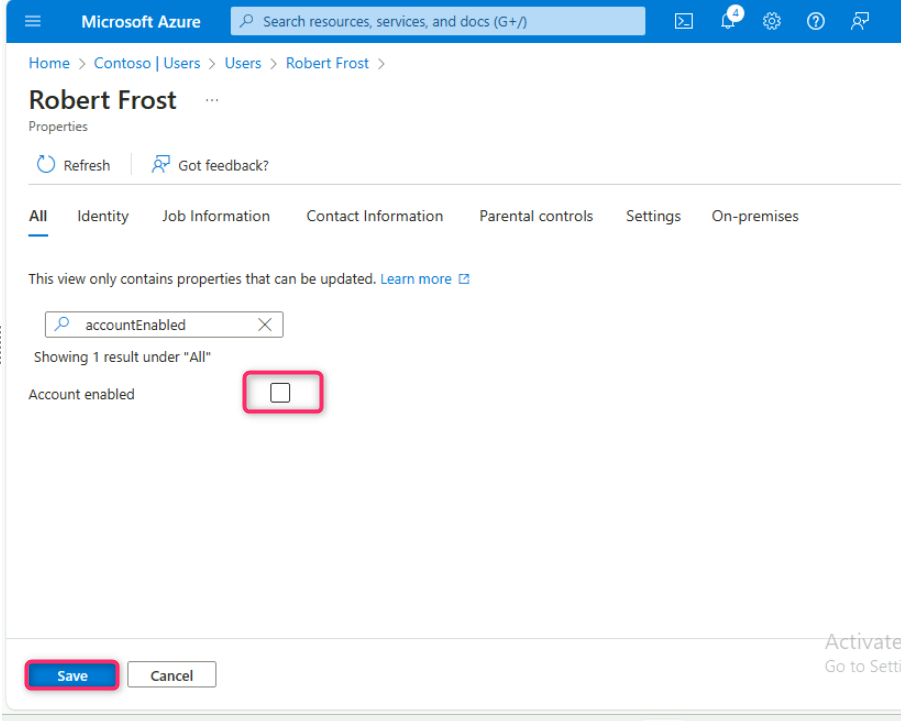 Microsoft Azure
Search resources, services, and docs (G+/)
4
Home > Contoso | Users > Users > Robert Frost >
Robert Frost ...
Properties
Refresh
Got feedback?
All Identity Job Information Contact Information Parental controls Settings On-premises
This view only contains properties that can be updated. Learn more
accountEnabled
Showing 1 result under "All"
Account enabled
Activate
Go to Setti
Save Cancel